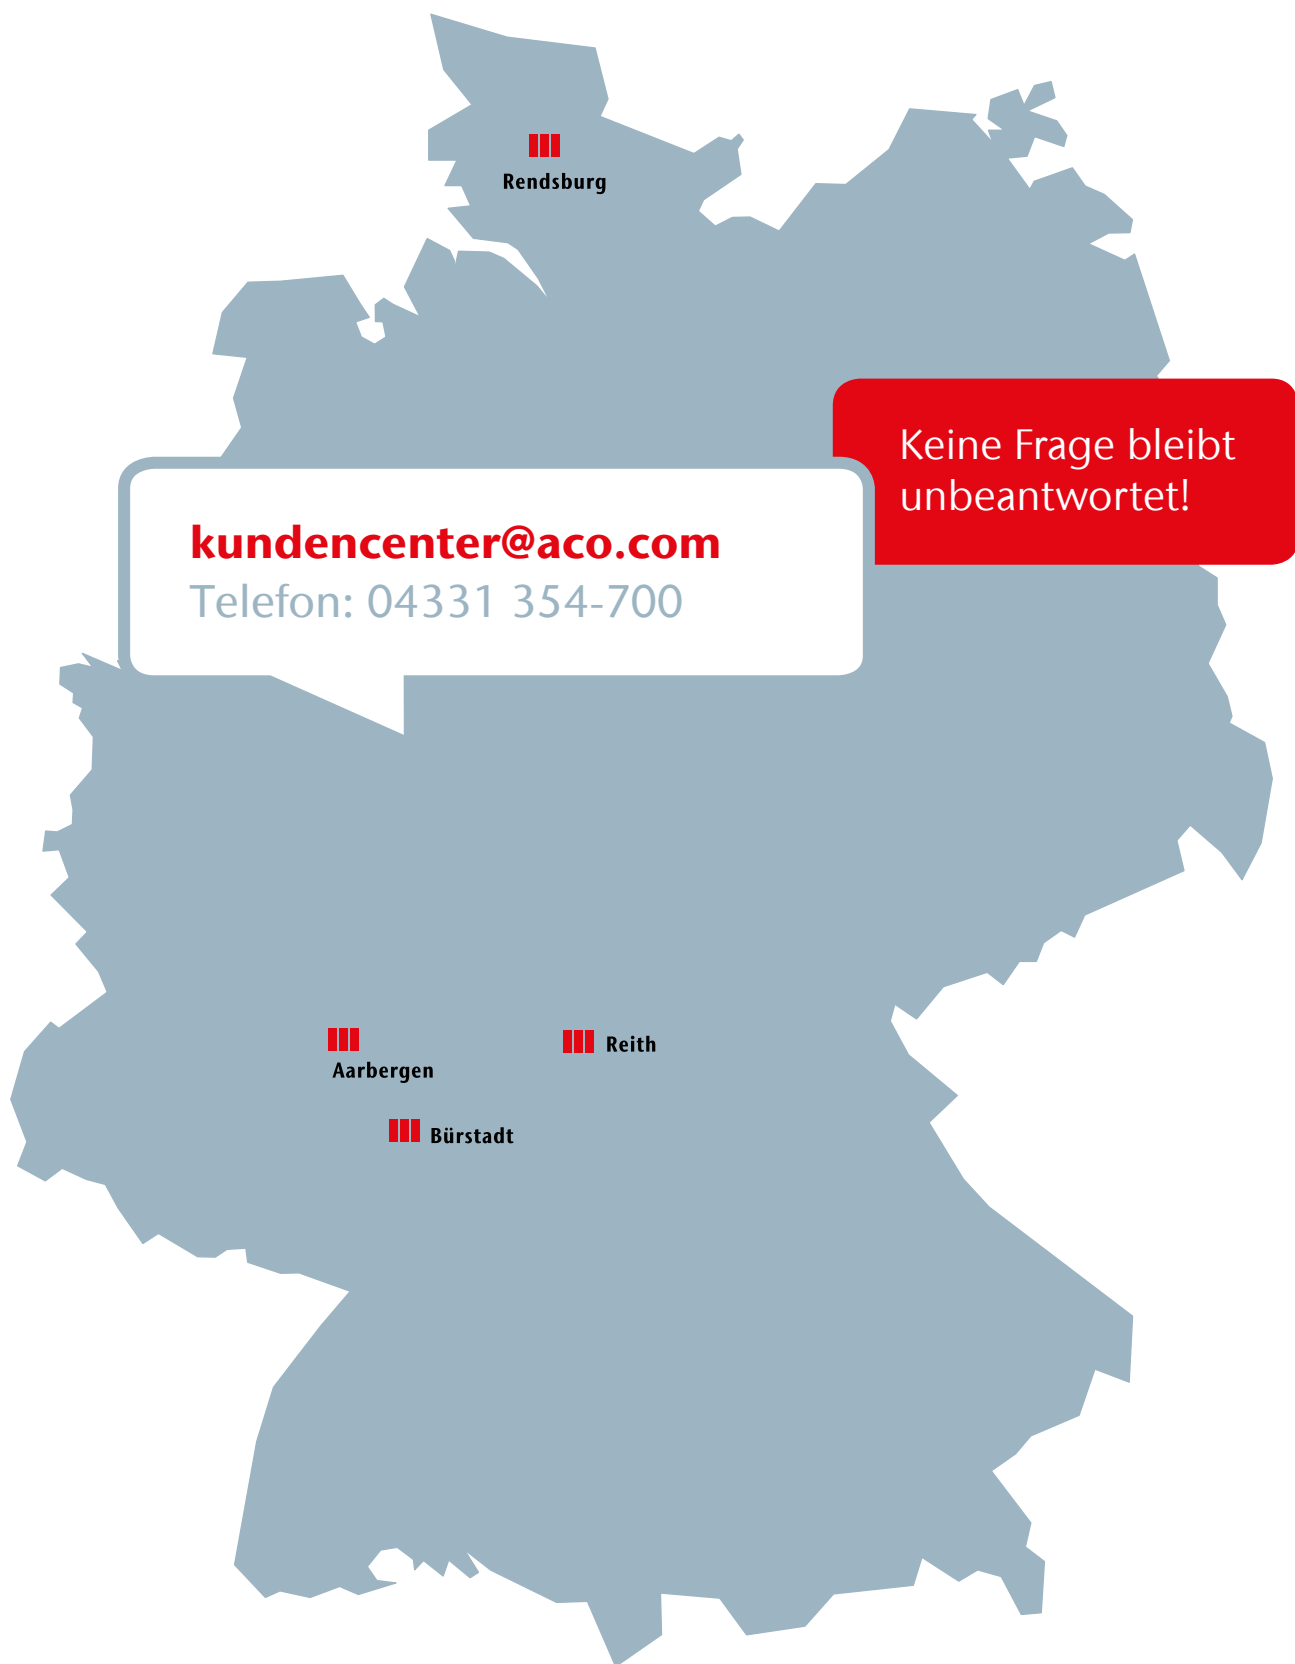 Rendsburg
Keine Frage bleibt
unbeantwortet!
kundencenter@aco.com
Telefon: 04331 354-700
Aarbergen
Reith
Bürstadt